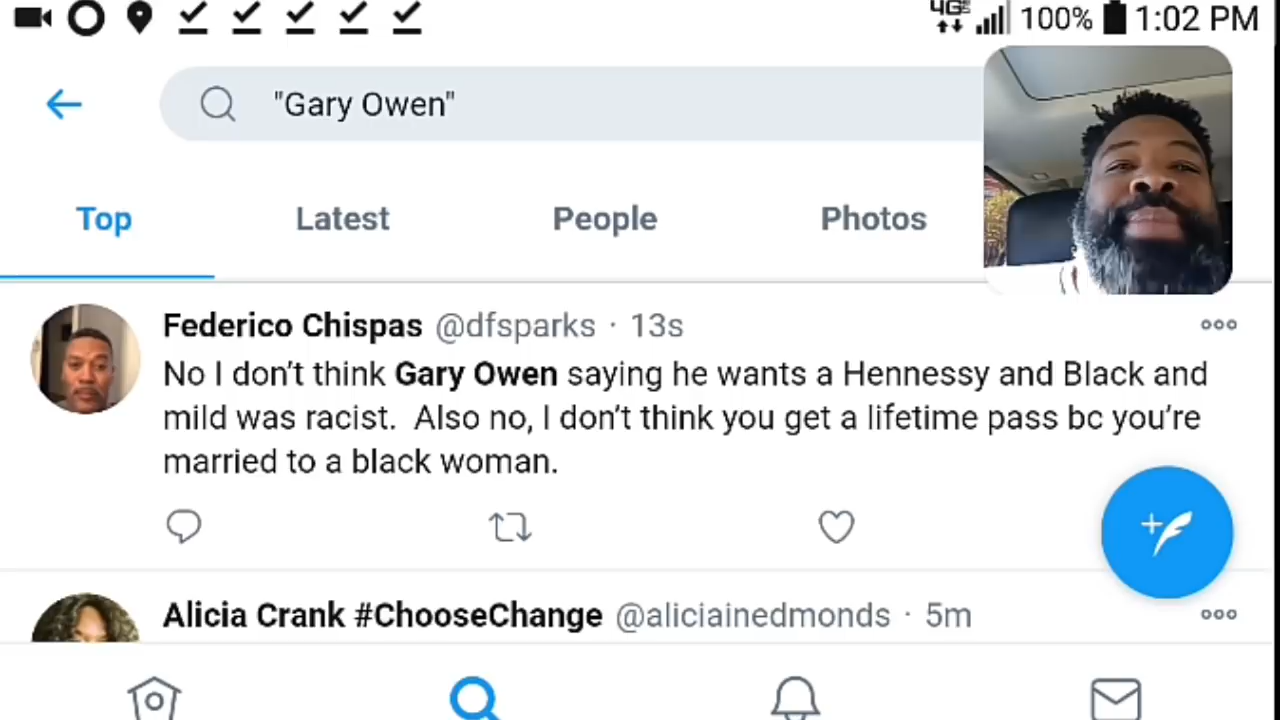 4GE 100% 1:02 PM
"Gary Owen"
Top Latest People Photos
Federico Chispas @dfsparks · 13s
No I don’t think Gary Owen saying he wants a Hennessy and Black and
mild was racist.  Also no, I don’t think you get a lifetime pass bc you’re
married to a black woman.
Alicia Crank #ChooseChange @aliciainedmonds · 5m